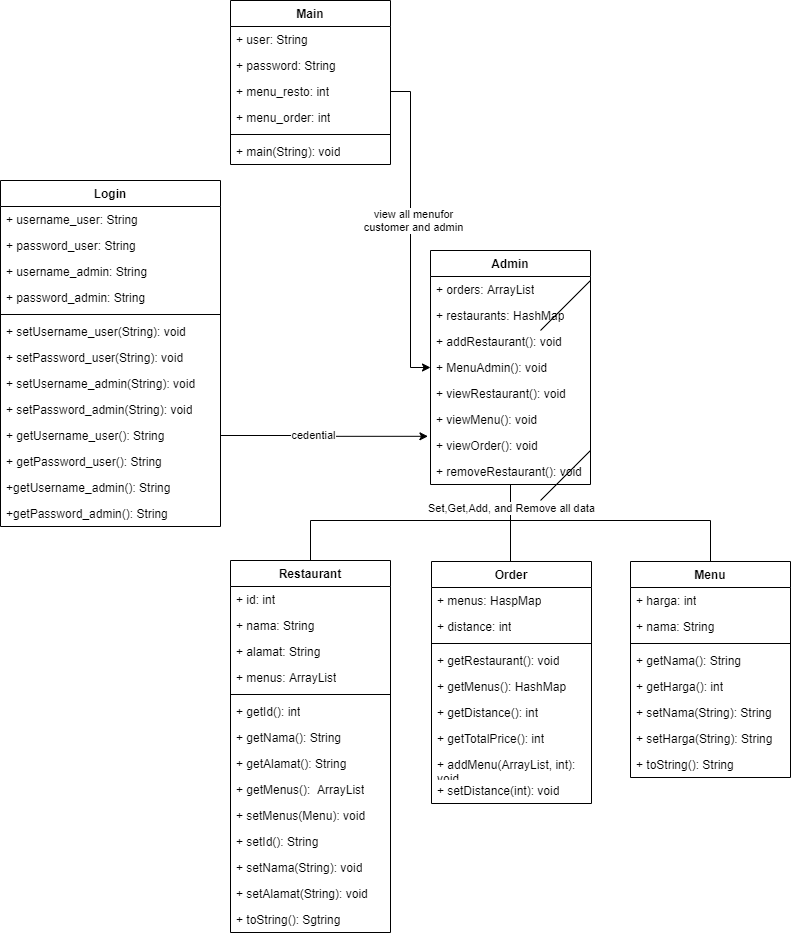 Main
+ user: String
+ password: String
+ menu_resto: int
+ menu_order: int
+ main(String): void
Login
+ username_user: String
+ password_user: String
+ username_admin: String
+ password_admin: String
+ setUsername_user(String): void
+ setPassword_user(String): void
+ setUsername_admin(String): void
+ setPassword_admin(String): void
+ getUsername_user(): String
+ getPassword_user(): String
+getUsername_admin(): String
+getPassword_admin(): String
view all menufor
customer and admin
cedential
Admin
+ orders: ArrayList
+ restaurants: HashMap
+ addRestaurant(): void
+ MenuAdmin(): void
+ viewRestaurant(): void
+ viewMenu(): void
+ viewOrder(): void
+ removeRestaurant(): void
Set,Get,Add, and Remove all data
Restaurant
+ id: int
+ nama: String
+ alamat: String
+ menus: ArrayList
+ getId(): int
+ getNama(): String
+ getAlamat(): String
+ getMenus():  ArrayList
+ setMenus(Menu): void
+ setId(): String
+ setNama(String): void
+ setAlamat(String): void
+ toString(): Sgtring
Order
+ menus: HaspMap
+ distance: int
+ getRestaurant(): void
+ getMenus(): HashMap
+ getDistance(): int
+ getTotalPrice(): int
+ addMenu(ArrayList, int):
void
+ setDistance(int): void
Menu
+ harga: int
+ nama: String
+ getNama(): String
+ getHarga(): int
+ setNama(String): String
+ setHarga(String): String
+ toString(): String